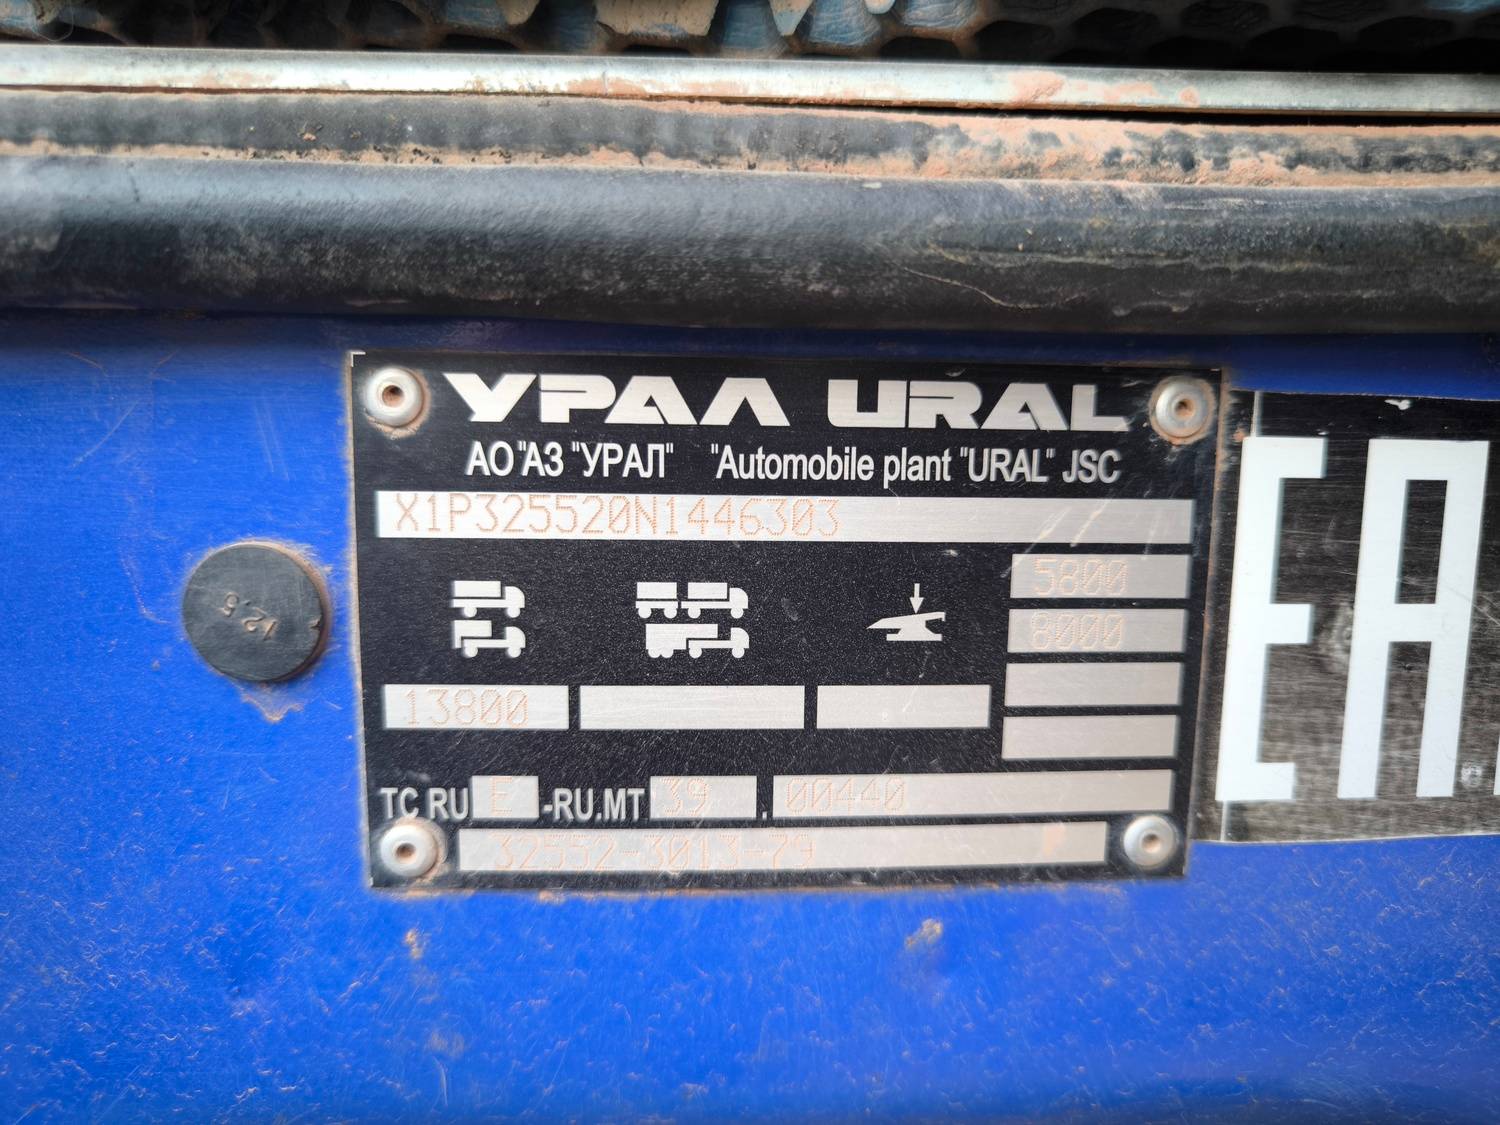 УРАЛ URAL
АО "АЗ "УРАЛ" "Automobile plant "URAL" JSC
X1P325520N1446303
5800
8000
13800
TC RU E -RU.MT 39 . 00440
32552-3013-79
EAC
12,5